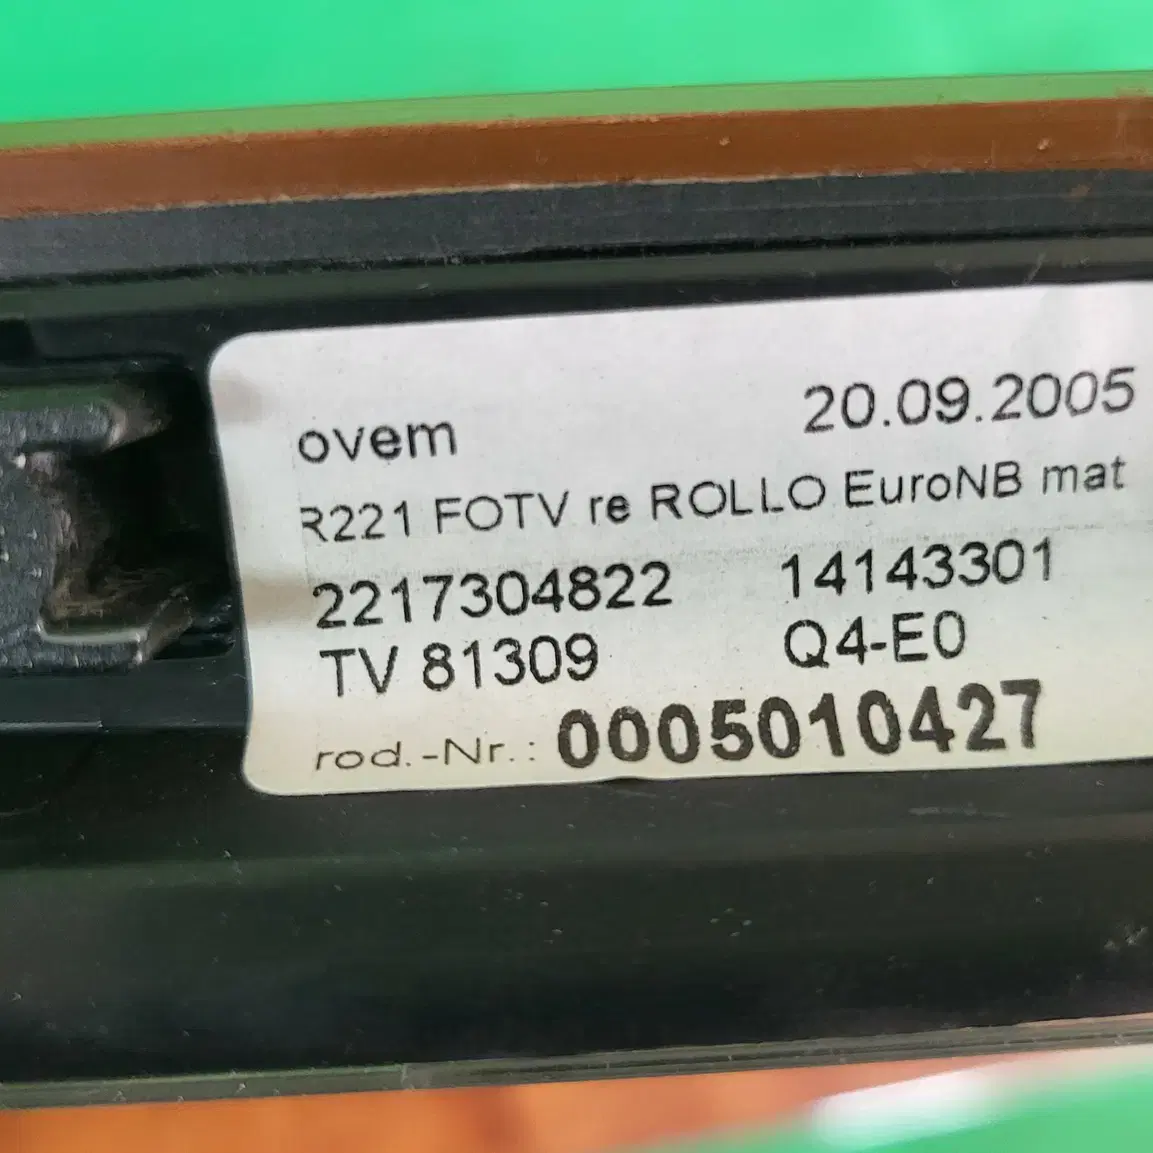 ovem 20.09.2005
R221 FOTV re ROLLO EuroNB mat
2217304822 14143301
TV 81309 Q4-E0
rod.-Nr.: 0005010427